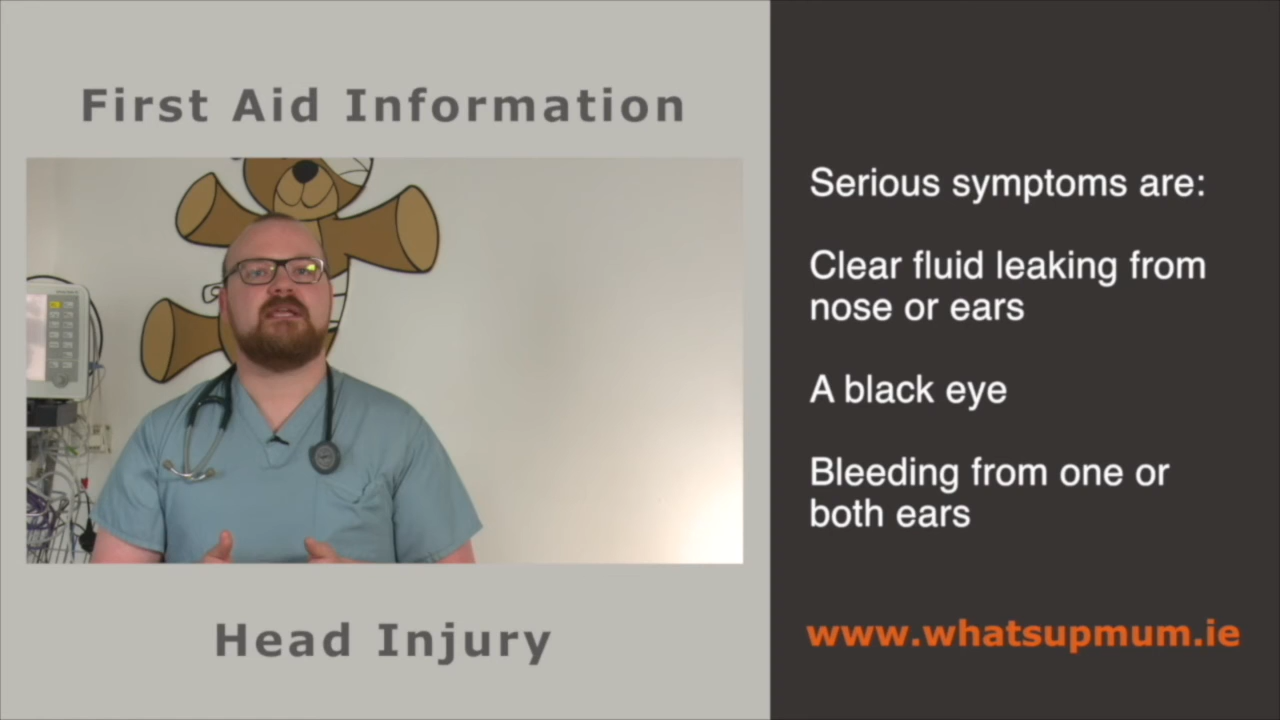 First Aid Information
Serious symptoms are:
Clear fluid leaking from
nose or ears
A black eye
Bleeding from one or
both ears
Head Injury
www.whatsupmum.ie